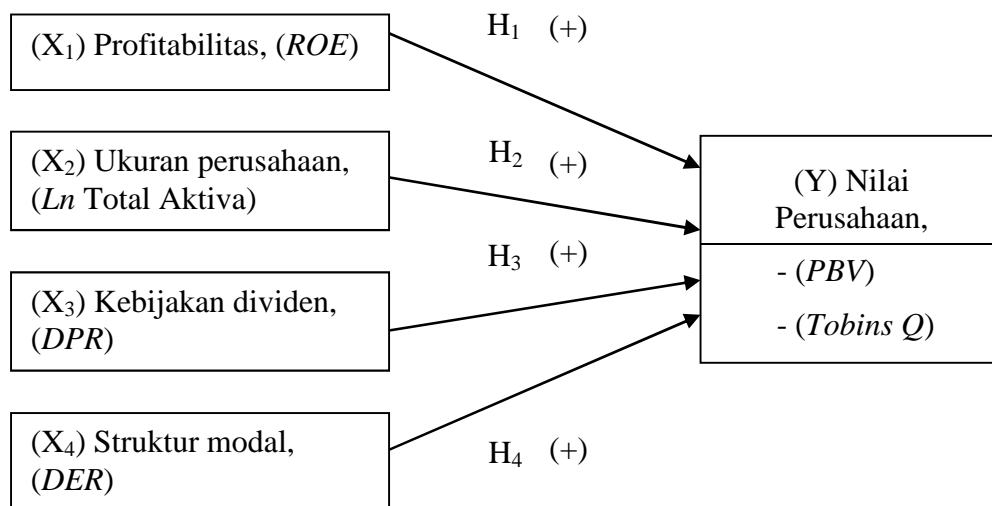 (X₁) Profitabilitas, (ROE)
H₁ (+)
(X₂) Ukuran perusahaan,
(Ln Total Aktiva)
H₂ (+)
(X₃) Kebijakan dividen,
(DPR)
H₃ (+)
(X₄) Struktur modal,
(DER)
H₄ (+)
(Y) Nilai
Perusahaan,
- (PBV)
- (Tobins Q)